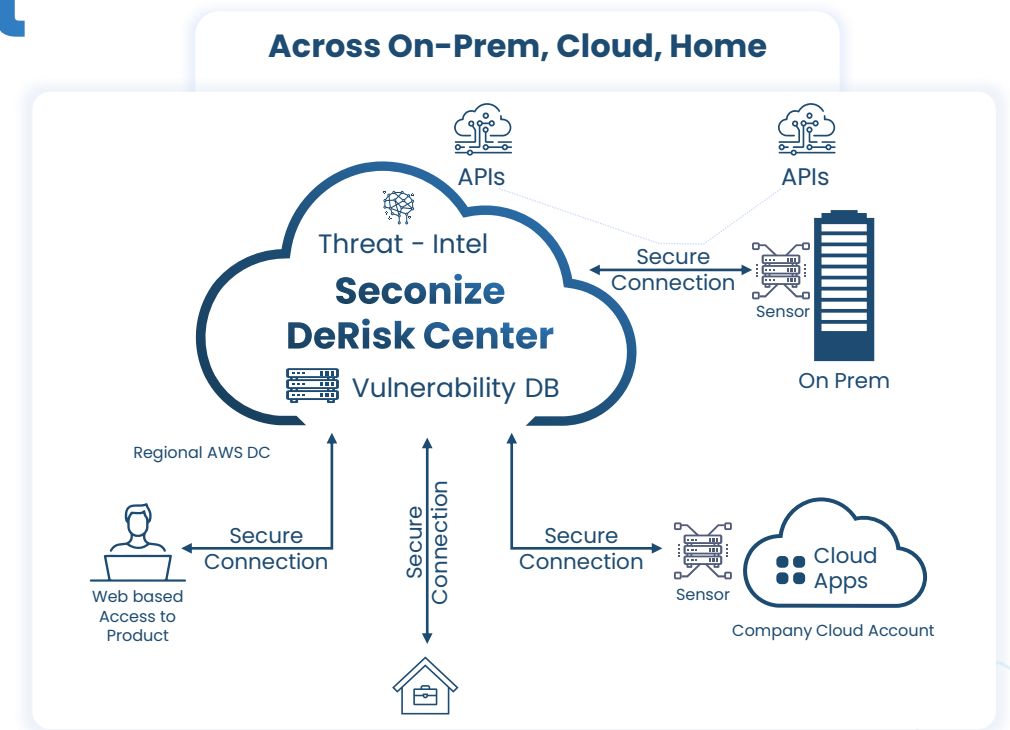 Across On-Prem, Cloud, Home
APIs
APIs
Threat - Intel
Seconize
DeRisk Center
Vulnerability DB
Secure
Connection
Sensor
On Prem
Regional AWS DC
Secure
Connection
Web based
Access to
Product
Secure
Connection
Secure
Connection
Sensor
Cloud
Apps
Company Cloud Account